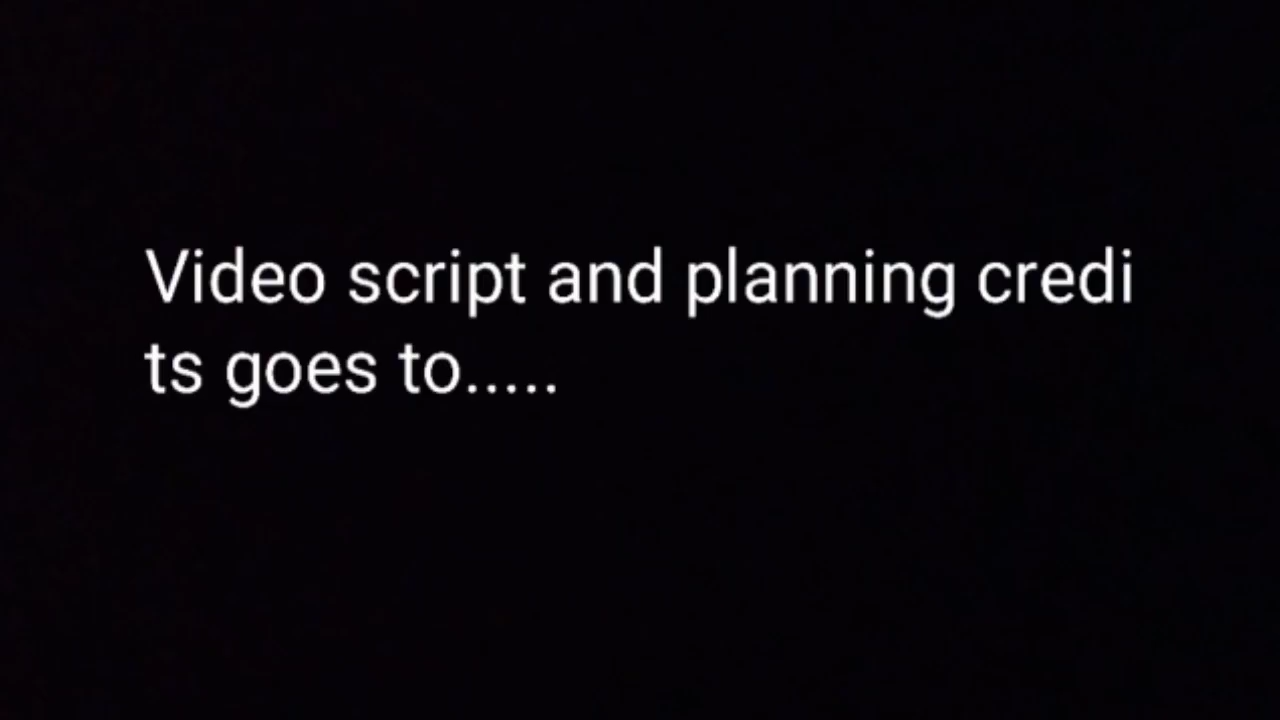 Video script and planning credi
ts goes to.....